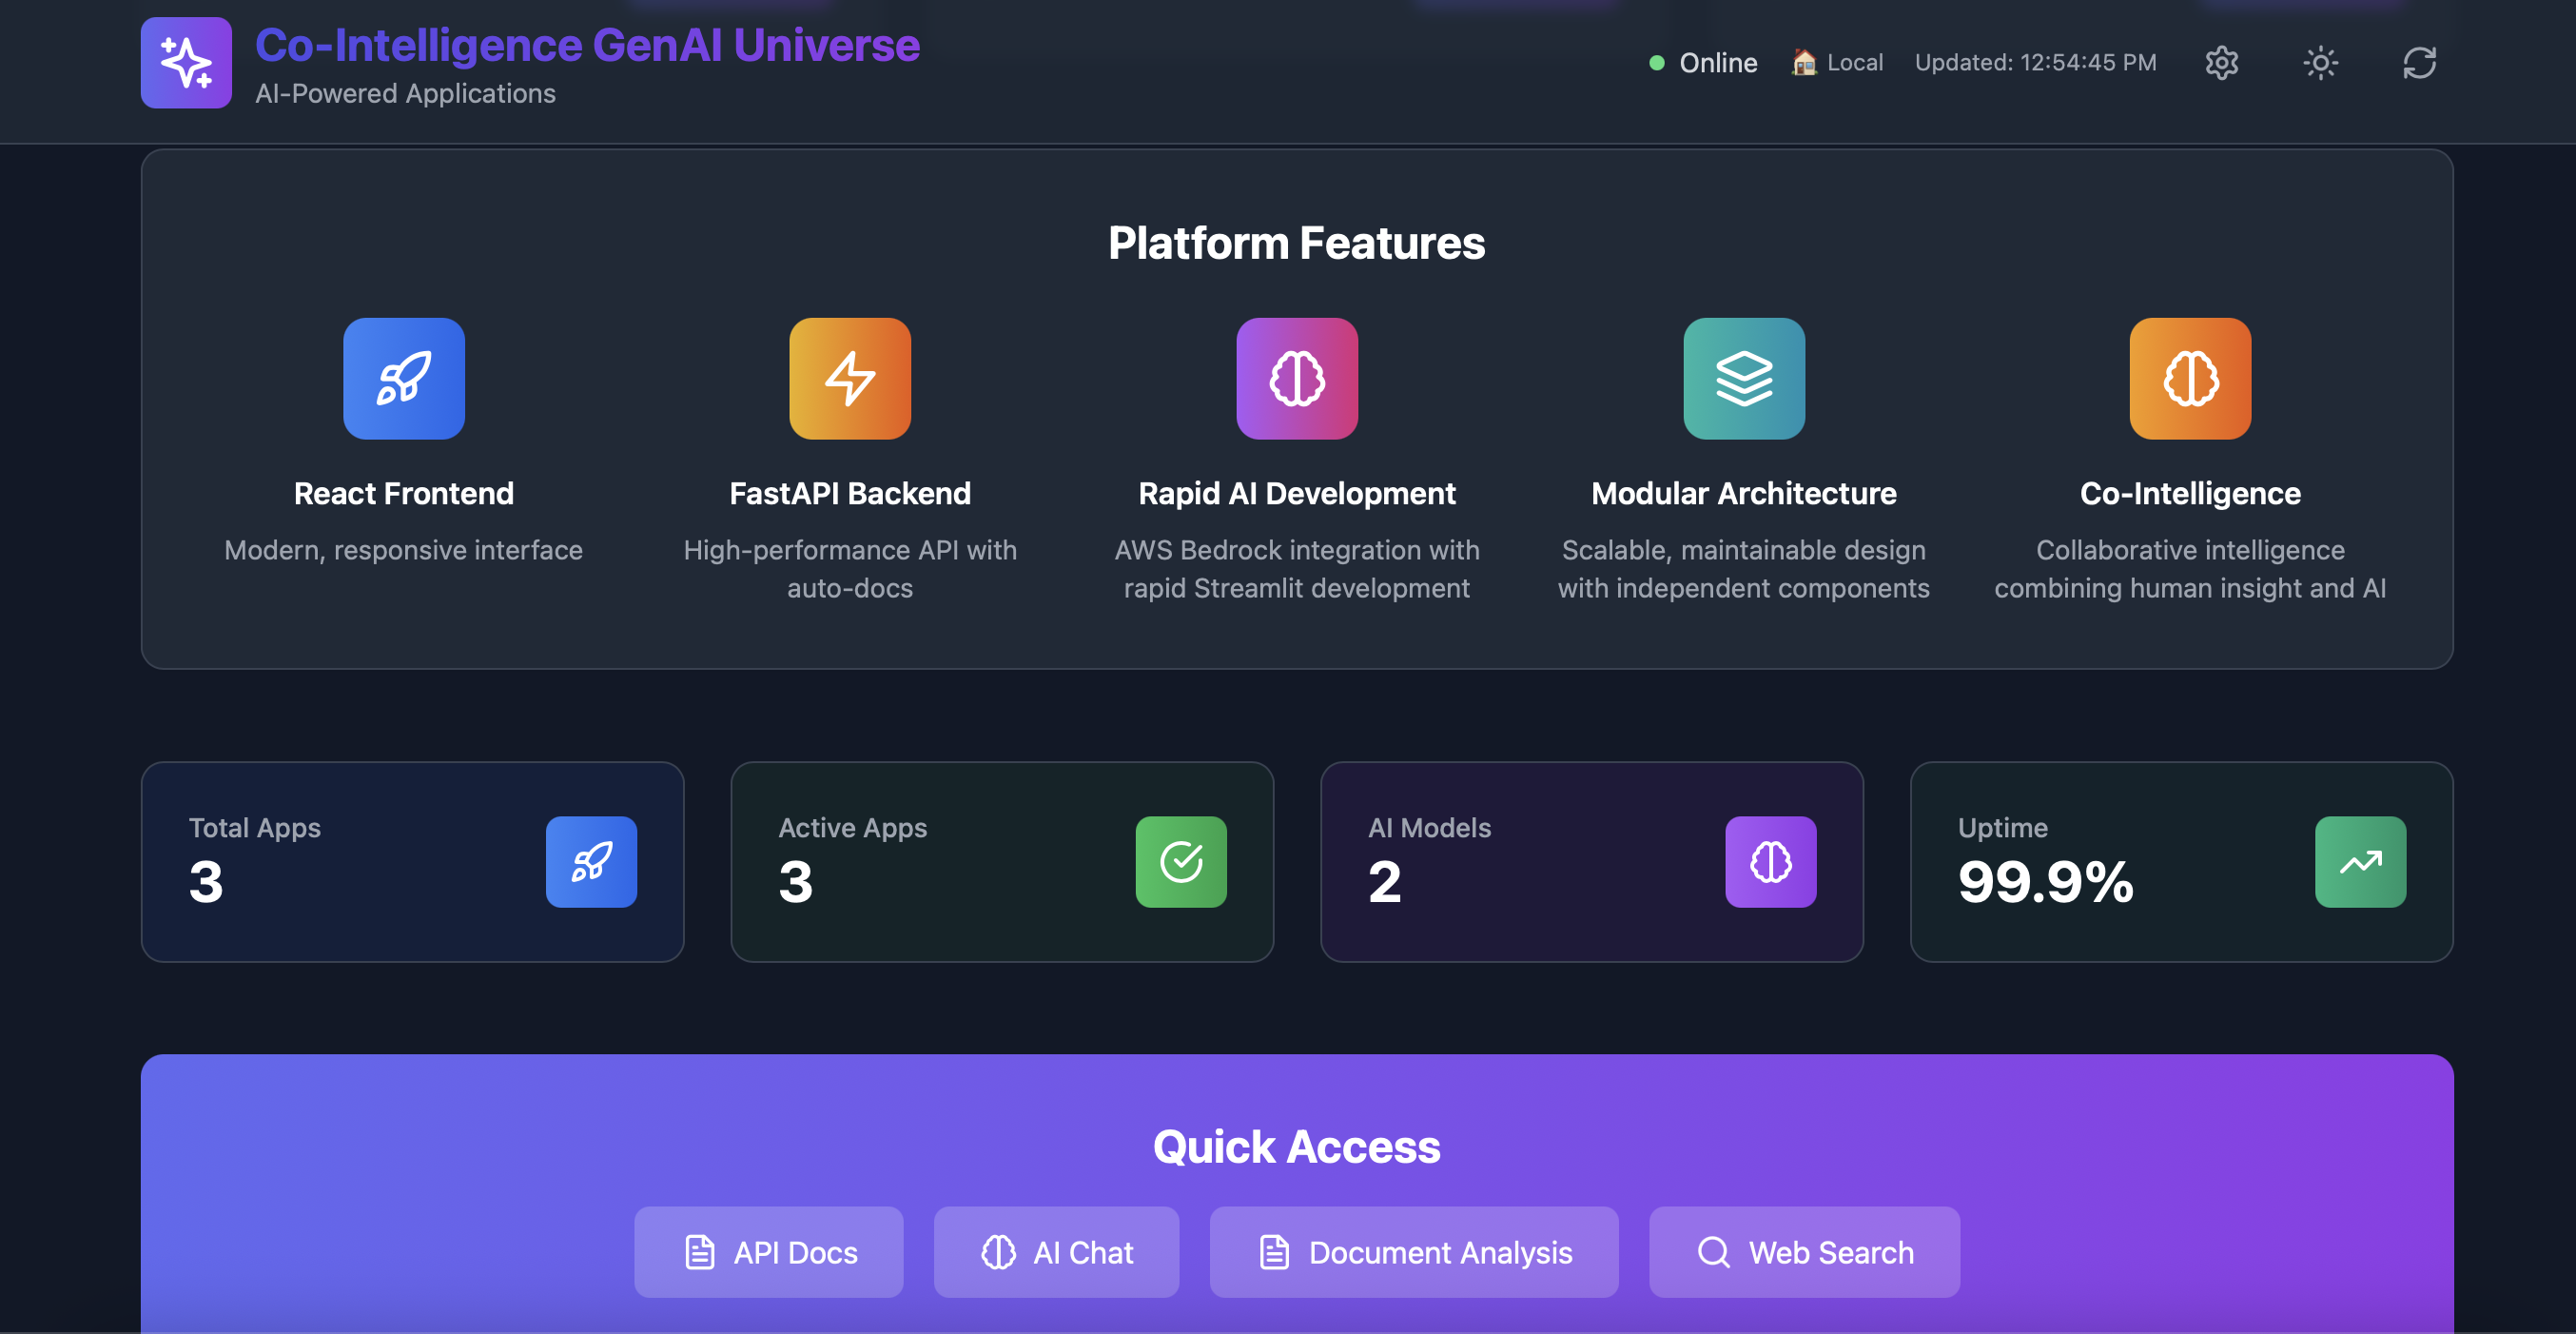 Co-Intelligence GenAI Universe
AI-Powered Applications
Online
Local
Updated: 12:54:45 PM
Platform Features
React Frontend
Modern, responsive interface
FastAPI Backend
High-performance API with
auto-docs
Rapid AI Development
AWS Bedrock integration with
rapid Streamlit development
Modular Architecture
Scalable, maintainable design
with independent components
Co-Intelligence
Collaborative intelligence
combining human insight and AI
Total Apps
3
Active Apps
3
AI Models
2
Uptime
99.9%
Quick Access
API Docs
AI Chat
Document Analysis
Web Search